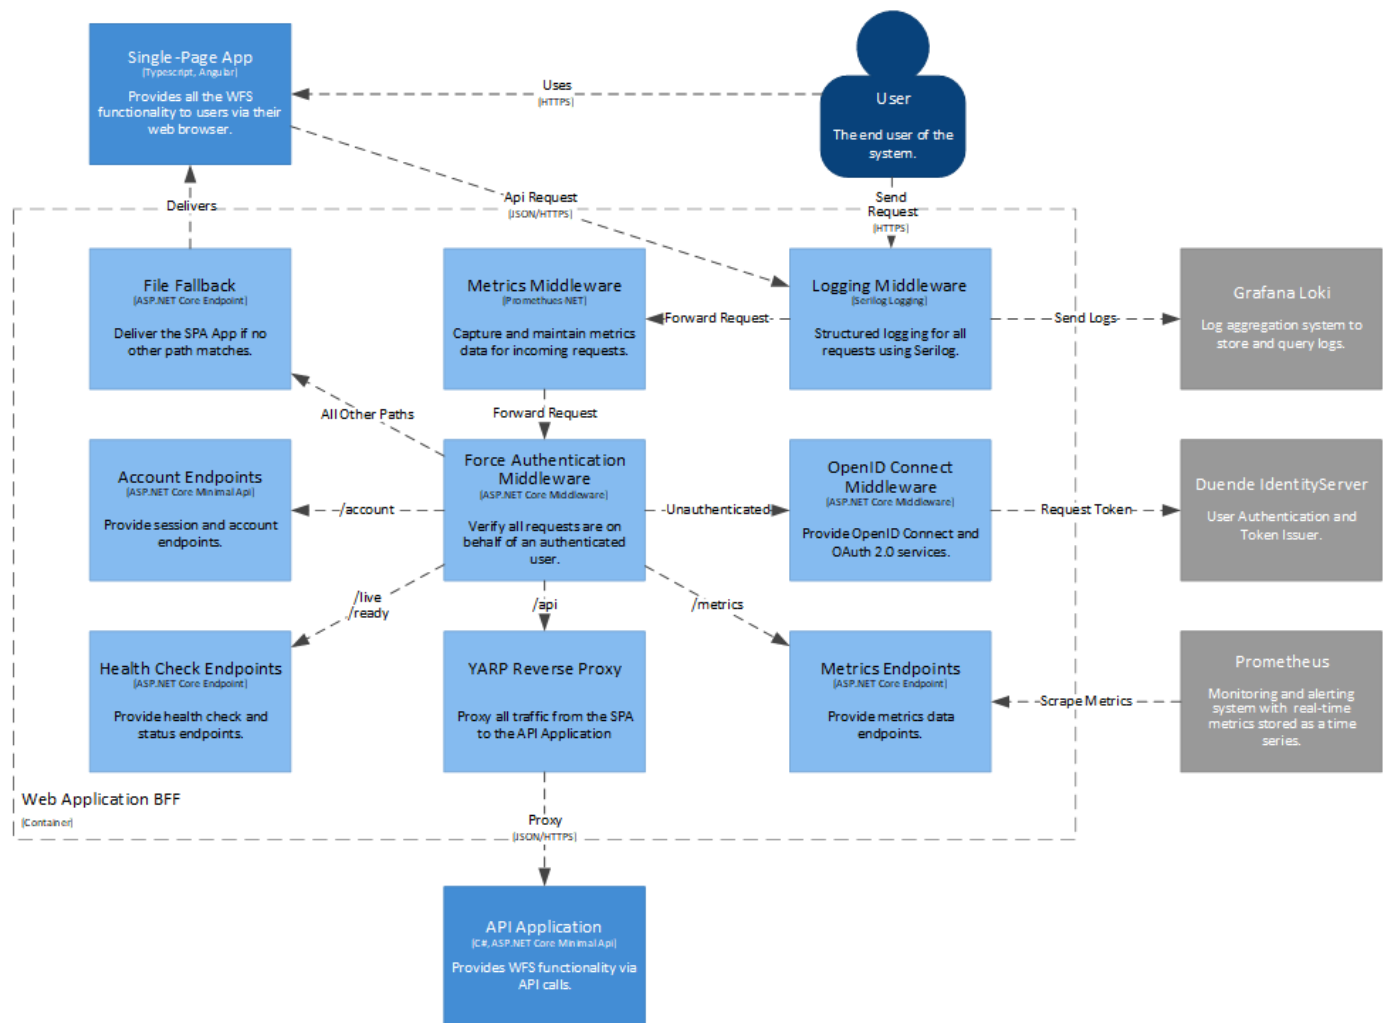 Single-Page App
(Typescript, Angular)
Provides all the WFS
functionality to users via their
web browser.
Uses
(HTTPS)
User
The end user of the
system.
Delivers
Api Request
(JSON/HTTPS)
Send
Request
(HTTPS)
File Fallback
(ASP.NET Core Endpoint)
Deliver the SPA App if no
other path matches.
Metrics Middleware
(Promethues-NET)
Capture and maintain metrics
data for incoming requests.
Forward Request
Logging Middleware
(Serilog Logging)
Structured logging for all
requests using Serilog.
Send Logs
Grafana Loki
Log aggregation system to
store and query logs.
All Other Paths
Forward Request
Account Endpoints
(ASP.NET Core Minimal Api)
Provide session and account
endpoints.
/account
Force Authentication
Middleware
(ASP.NET Core Middleware)
Verify all requests are on
behalf of an authenticated
user.
Unauthenticated
OpenID Connect
Middleware
(ASP.NET Core Middleware)
Provide OpenID Connect and
OAuth 2.0 services.
Request Token
Duende IdentityServer
User Authentication and
Token Issuer.
/live
/ready
/api
/metrics
Health Check Endpoints
(ASP.NET Core Endpoint)
Provide health check and
status endpoints.
YARP Reverse Proxy
Proxy all traffic from the SPA
to the API Application
Metrics Endpoints
(ASP.NET Core Endpoint)
Provide metrics data
endpoints.
Scrape Metrics
Prometheus
Monitoring and alerting
system with real-time
metrics stored as a time
series.
Web Application BFF
(Container)
Proxy
(JSON/HTTPS)
API Application
(C#, ASP.NET Core Minimal Api)
Provides WFS functionality via
API calls.